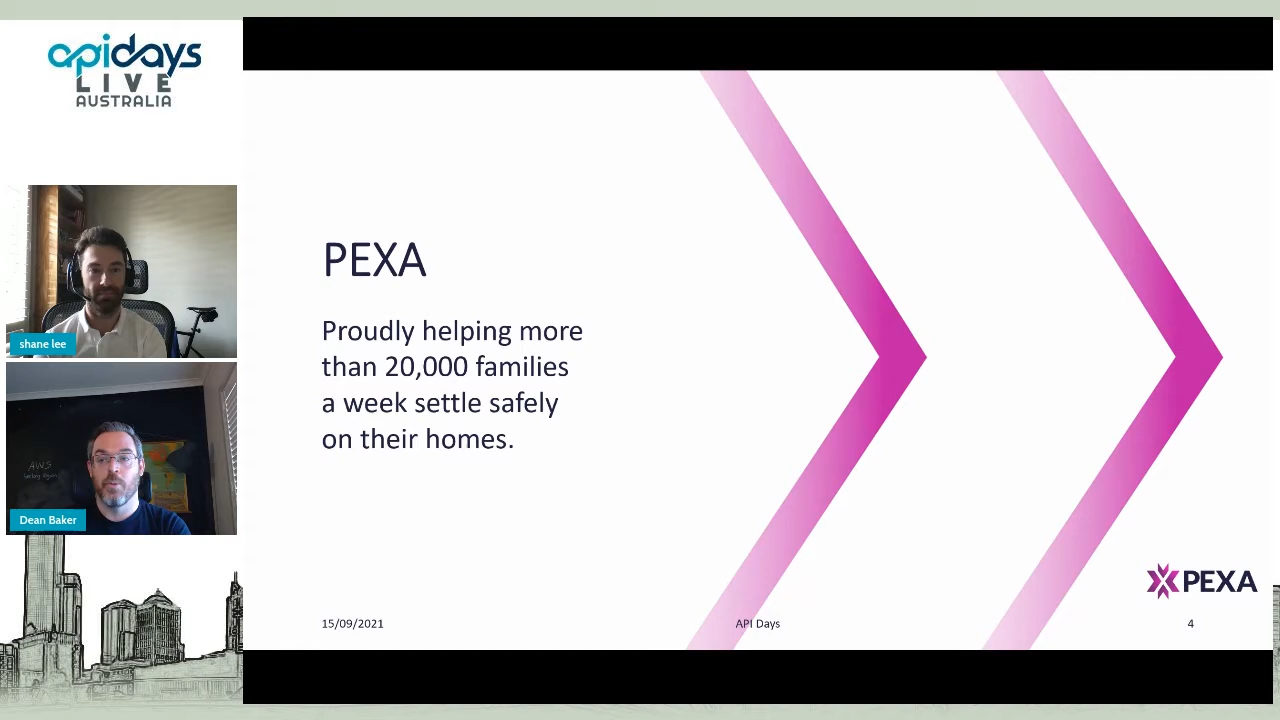 apidays
LIVE
AUSTRALIA
shane lee
AWS
Dean Baker
PEXA
Proudly helping more
than 20,000 families
a week settle safely
on their homes.
PEXA
15/09/2021
API Days
4